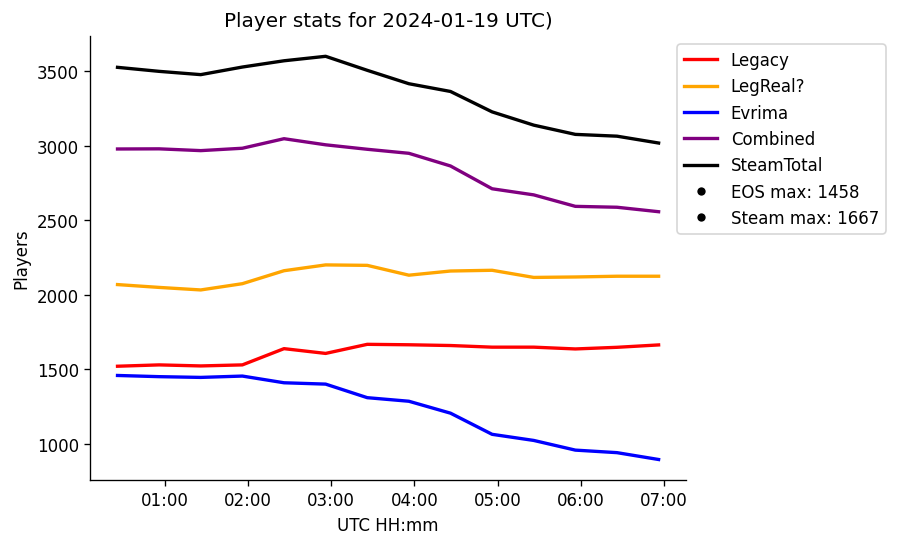 Player stats for 2024-01-19 UTC)
Players
3500
3000
2500
2000
1500
1000
01:00 02:00 03:00 04:00 05:00 06:00 07:00
UTC HH:mm
Legacy
LegReal?
Evrima
Combined
SteamTotal
EOS max: 1458
Steam max: 1667